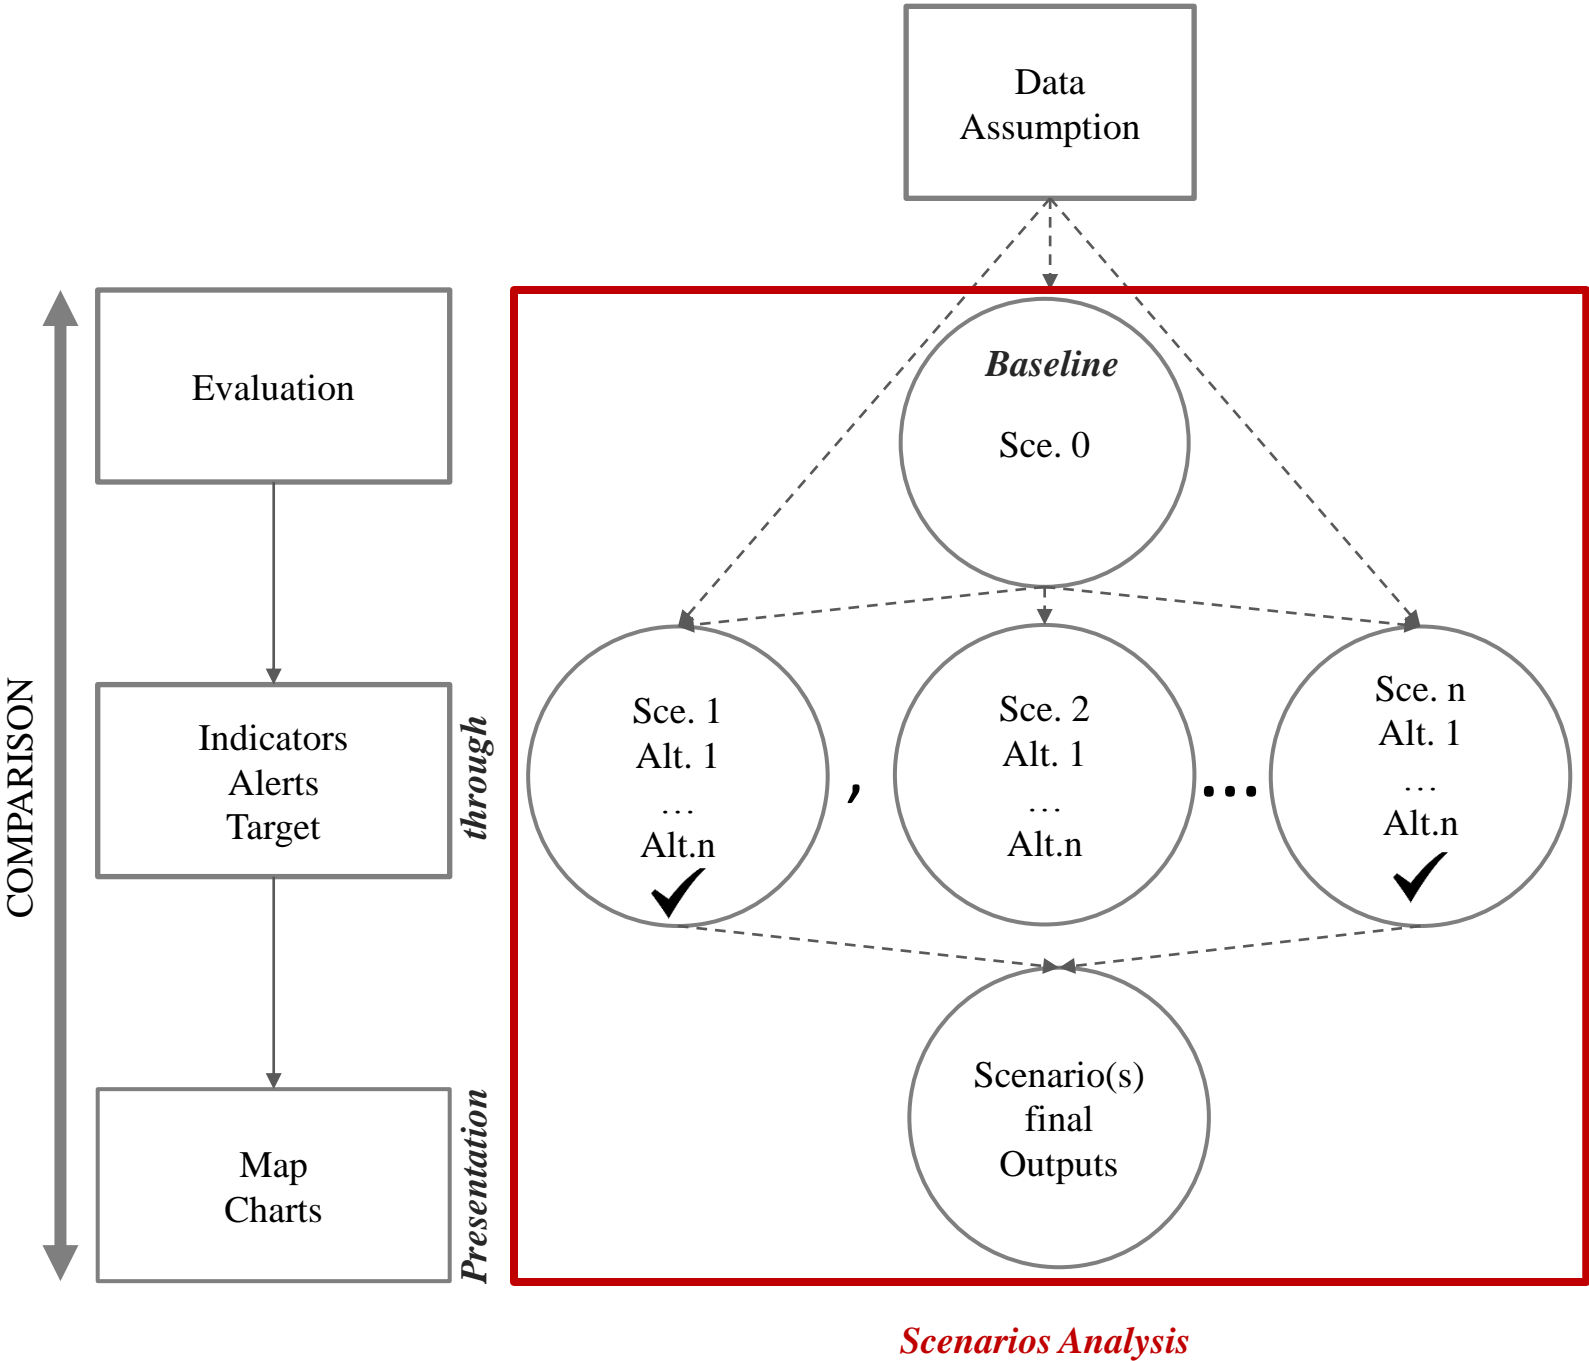 Data
Assumption
COMPARISON
Evaluation
Indicators
Alerts
Target
through
Map
Charts
Presentation
Baseline
Sce. 0
Sce. 1
Alt. 1
...
Alt.n
,
Sce. 2
Alt. 1
...
Alt.n
...
Sce. n
Alt. 1
...
Alt.n
Scenario(s)
final
Outputs
Scenarios Analysis